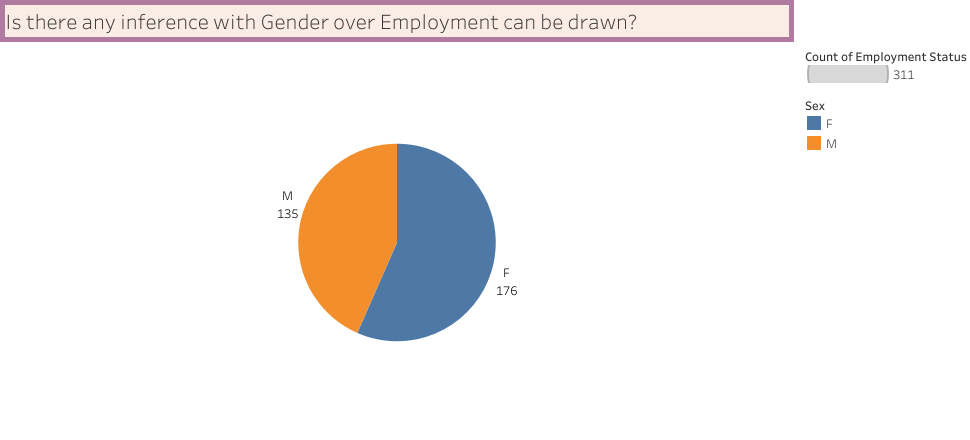 Is there any inference with Gender over Employment can be drawn?
Count of Employment Status
311
Sex
F
M
M
135
F
176